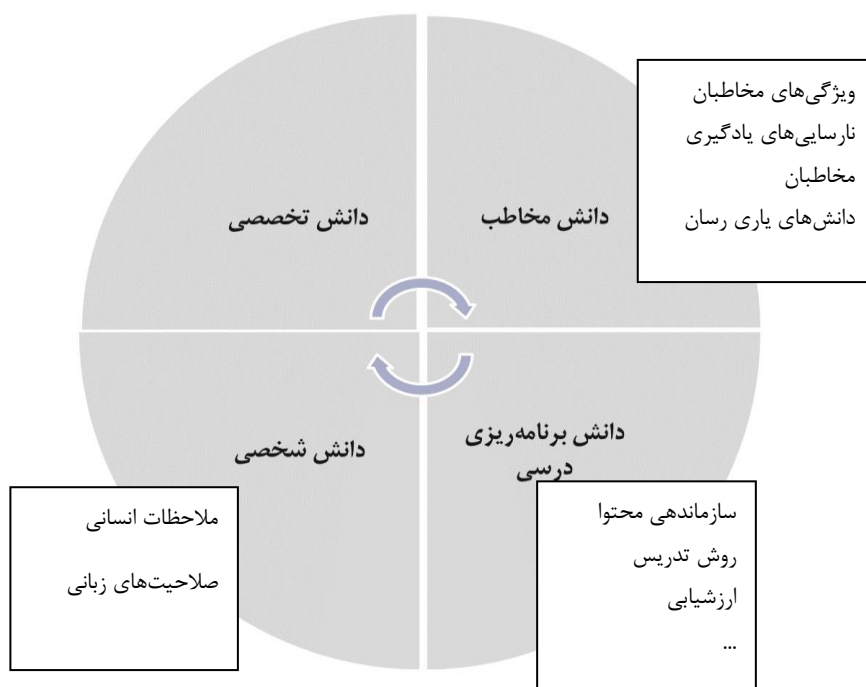 ویژگی‌های مخاطبان
نارسایی‌های یادگیری
مخاطبان
دانش‌های یاری رسان
دانش مخاطب
دانش تخصصی
دانش برنامه‌ریزی
درسی
سازماندهی محتوا
روش تدریس
ارزشیابی
...
دانش شخصی
ملاحظات انسانی
صلاحیت‌های زبانی